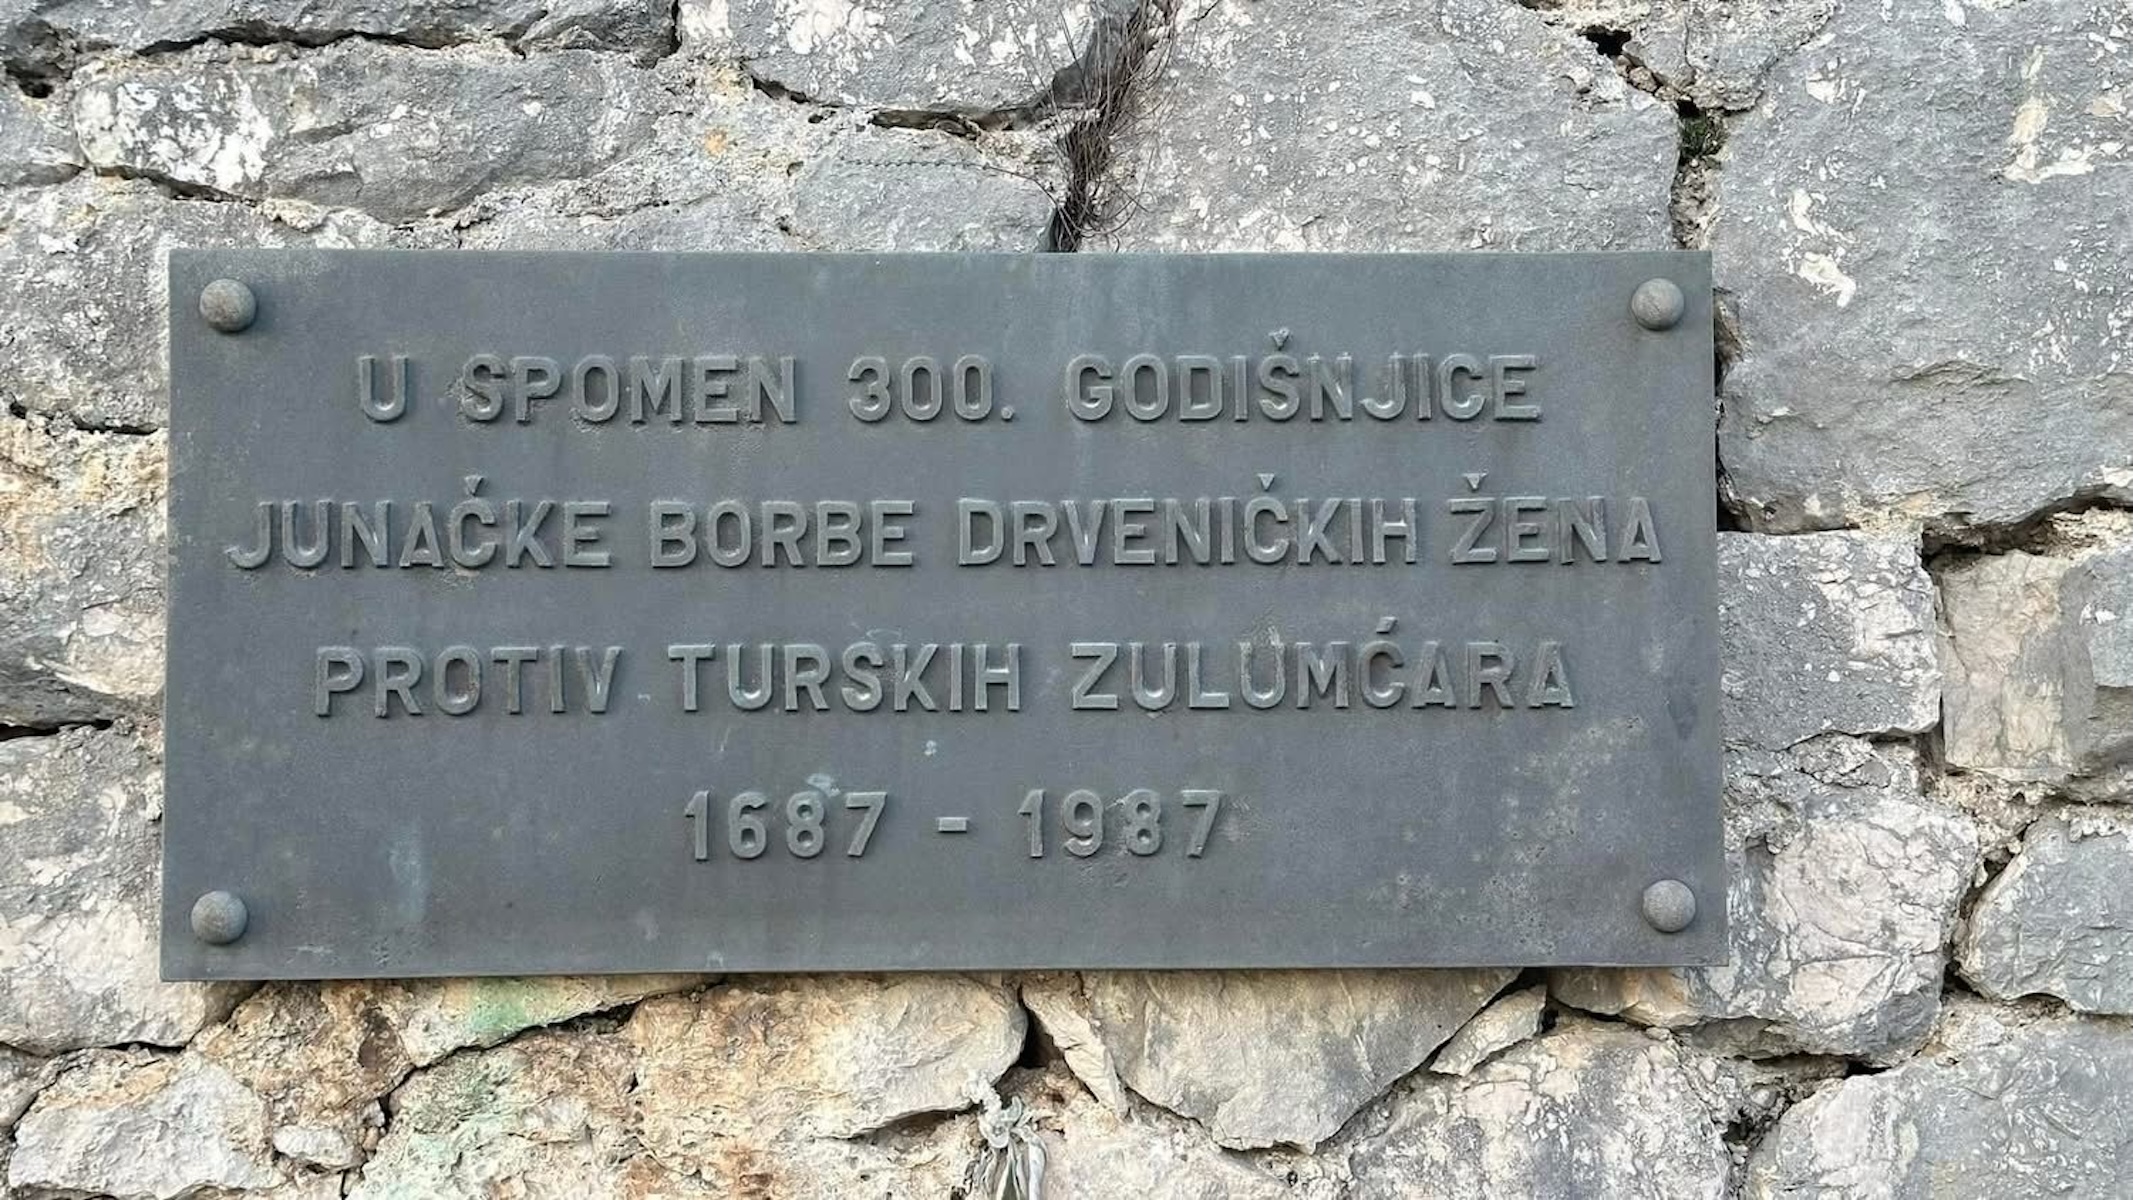 U SPOMEN 300. GODIŠNJICE
JUNAČKE BORBE DRVENIČKIH ŽENA
PROTIV TURSKIH ZULUMĆARA
1687 - 1987